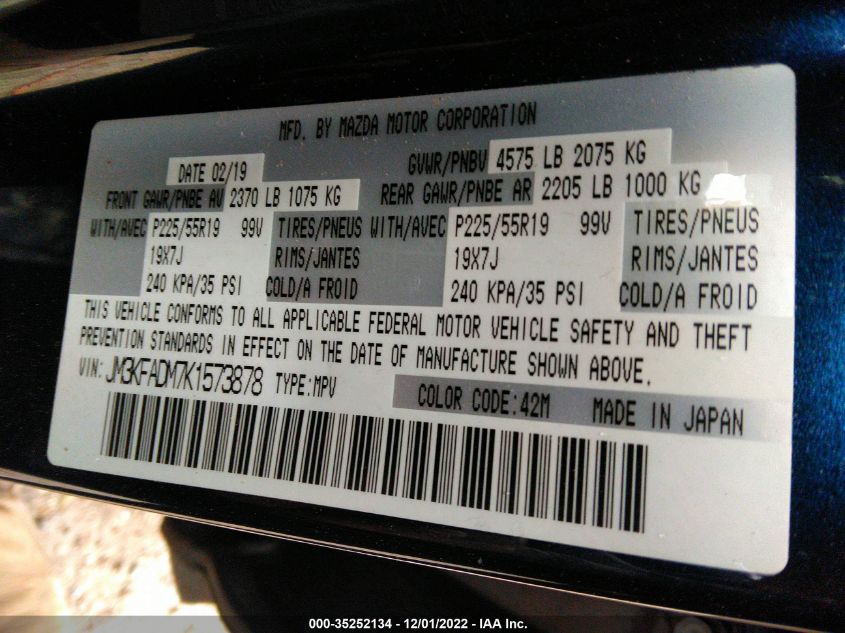 MFD. BY MAZDA MOTOR CORPORATION
DATE 02/19 GVWR/PNBV 4575 LB 2075 KG
FRONT GAWR/PNBE AV 2370 LB 1075 KG REAR GAWR/PNBE AR 2205 LB 1000 KG
WITH/AVEC P225/55R19 99V TIRES/PNEUS WITH/AVEC P225/55R19 99V TIRES/PNEUS
19X7J RIMS/JANTES 19X7J RIMS/JANTES
240 KPA/35 PSI COLD/A FROID 240 KPA/35 PSI COLD/A FROID
THIS VEHICLE CONFORMS TO ALL APPLICABLE FEDERAL MOTOR VEHICLE SAFETY AND THEFT
PREVENTION STANDARDS IN EFFECT ON THE DATE OF MANUFACTURE SHOWN ABOVE.
VIN: JM3KFADM7K1573878 TYPE:MPV
COLOR CODE:42M MADE IN JAPAN
000-35252134 - 12/01/2022 - IAA Inc.